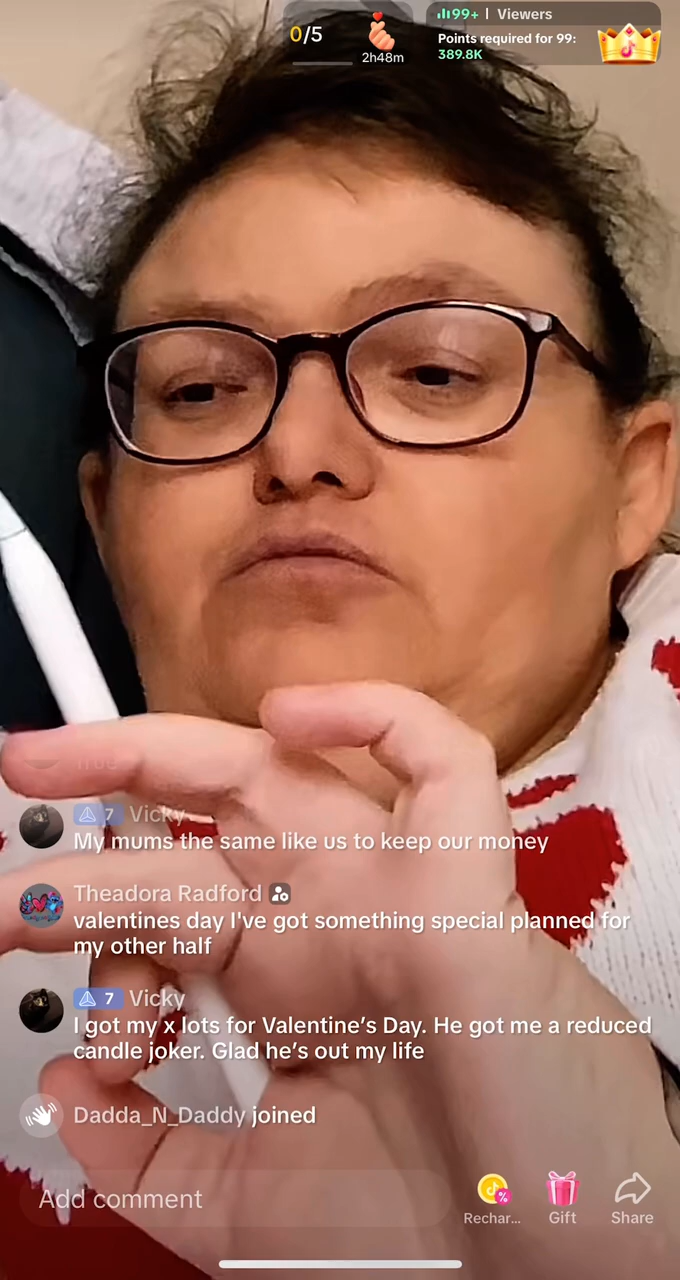 0/5
2h48m
99+ | Viewers
Points required for 99:
389.8K
True
7 Vicky
My mums the same like us to keep our money
Theadora Radford
valentines day I've got something special planned for
my other half
7 Vicky
I got my x lots for Valentine's Day. He got me a reduced
candle joker. Glad he's out my life
Dadda_N_Daddy joined
Add comment
Rechar...
Gift
Share